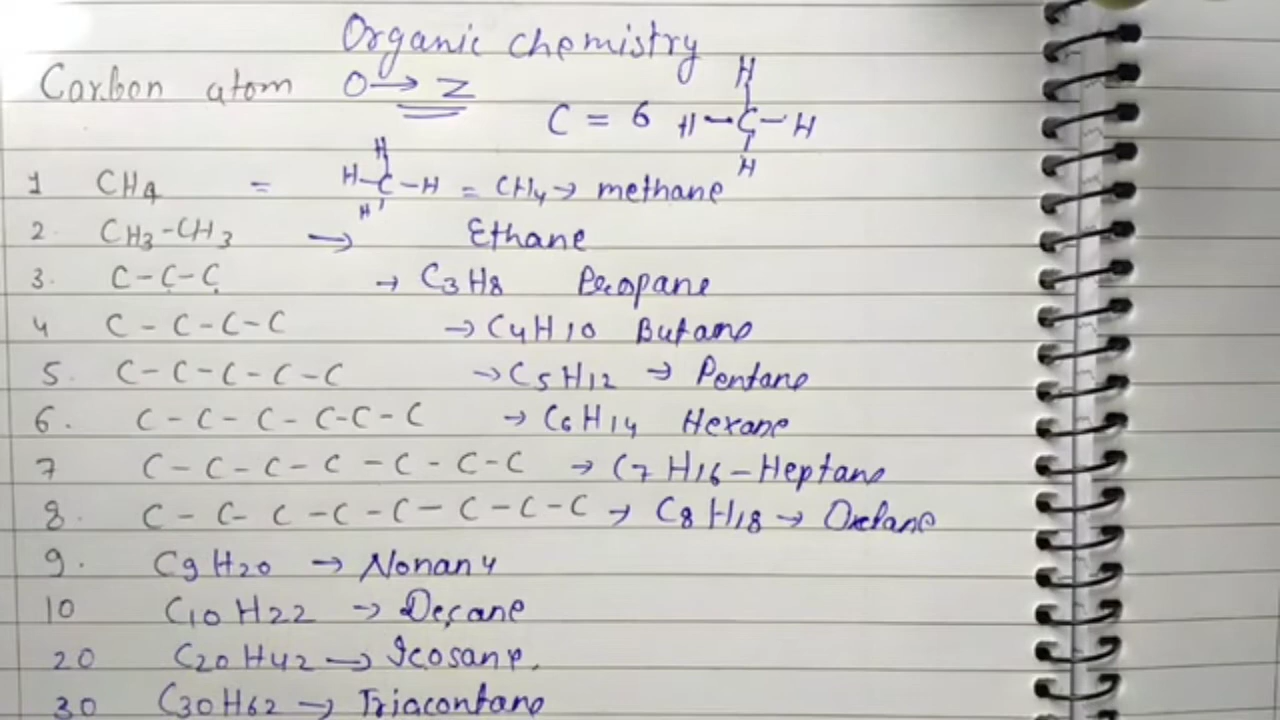 Organic chemistry
Carbon atom O → Z
C = 6 H-C-H H H
1 CH4 = H-C-H H H = CH4 → methane
2. CH3-CH3 → Ethane
3. C-C-C → C3H8 Propane
4 C-C-C-C → C4H10 Butane
5. C-C-C-C-C → C5H12 → Pentane
6. C-C-C-C-C-C → C6H14 Hexane
7 C-C-C-C-C-C-C → C7H16-Heptane
8. C-C-C-C-C-C-C-C → C8H18 → Octane
9. C9H20 → Nonan4
10 C10H22 → Decane
20 C20H42 → Icosane.
30 C30H62 → Triacontane